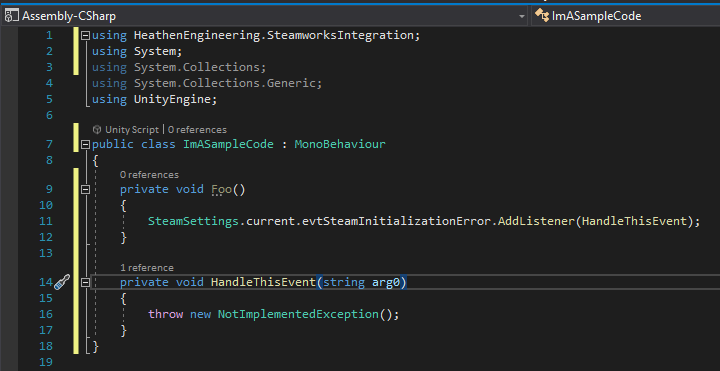 Assembly-CSharp ImASampleCode
1 using HeathenEngineering.SteamworksIntegration;
2 using System;
3 using System.Collections;
4 using System.Collections.Generic;
5 using UnityEngine;
6
Unity Script | 0 references
7 public class ImASampleCode : MonoBehaviour
8 {
0 references
9 private void Foo()
10 {
11 SteamSettings.current.evtSteamInitializationError.AddListener(HandleThisEvent);
12 }
13
1 reference
14 private void HandleThisEvent(string arg0)
15 {
16 throw new NotImplementedException();
17 }
18 }
19